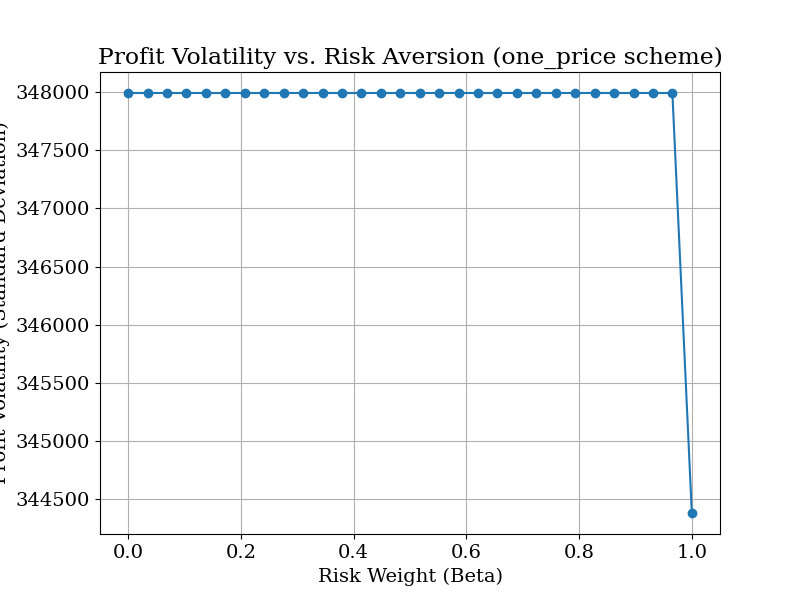 Profit Volatility vs. Risk Aversion (one_price scheme)
Profit Volatility (Standard Deviation)
348000
347500
347000
346500
346000
345500
345000
344500
0.0 0.2 0.4 0.6 0.8 1.0
Risk Weight (Beta)